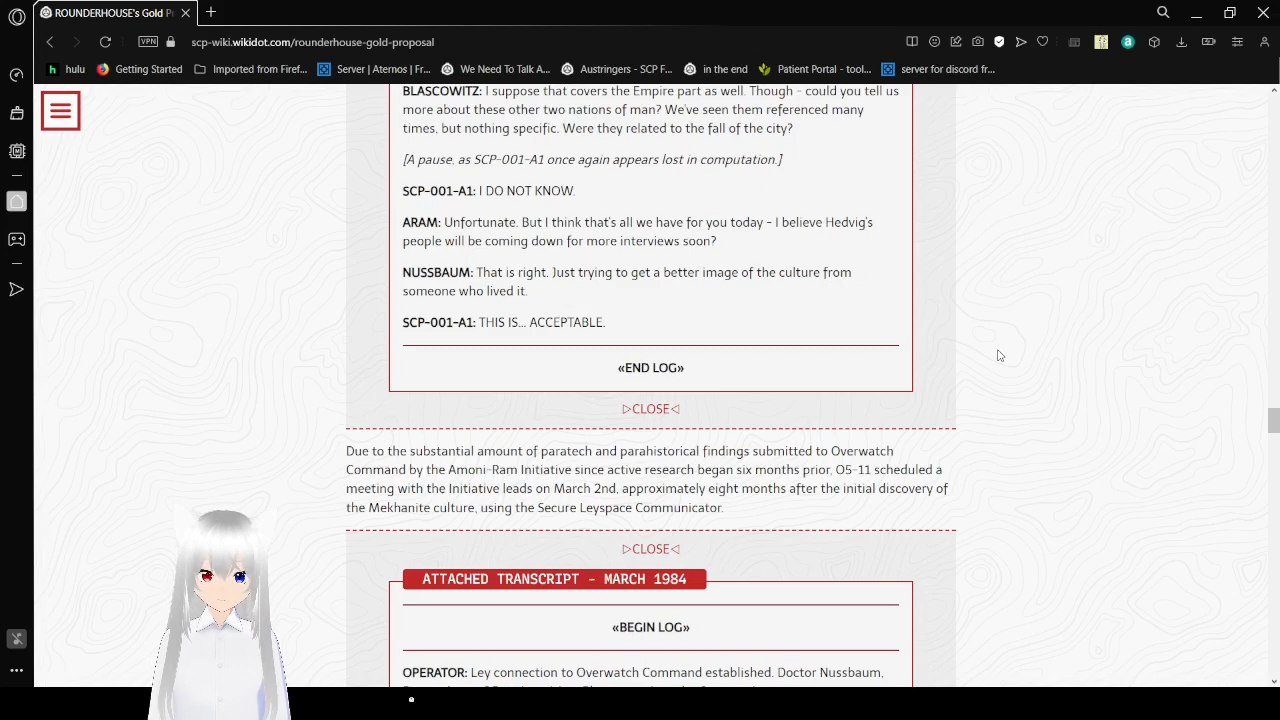 ROUNDERHOUSE's Gold P
VPN
scp-wiki.wikidot.com/rounderhouse-gold-proposal
hulu
Getting Started
Imported from Firef...
Server | Aternos | Fr...
We Need To Talk A...
Austringers - SCP F...
in the end
Patient Portal - tool...
server for discord fr...
BLASCOWITZ: I suppose that covers the Empire part as well. Though - could you tell us
more about these other two nations of man? We've seen them referenced many
times, but nothing specific. Were they related to the fall of the city?
[A pause, as SCP-001-A1 once again appears lost in computation.]
SCP-001-A1: I DO NOT KNOW.
ARAM: Unfortunate. But I think that's all we have for you today - I believe Hedvig's
people will be coming down for more interviews soon?
NUSSBAUM: That is right. Just trying to get a better image of the culture from
someone who lived it.
SCP-001-A1: THIS IS... ACCEPTABLE.
«END LOG»
▷CLOSE◁
Due to the substantial amount of paratech and parahistorical findings submitted to Overwatch
Command by the Amoni-Ram Initiative since active research began six months prior, O5-11 scheduled a
meeting with the Initiative leads on March 2nd, approximately eight months after the initial discovery of
the Mekhanite culture, using the Secure Leyspace Communicator.
▷CLOSE◁
ATTACHED TRANSCRIPT - MARCH 1984
«BEGIN LOG»
OPERATOR: Ley connection to Overwatch Command established. Doctor Nussbaum,